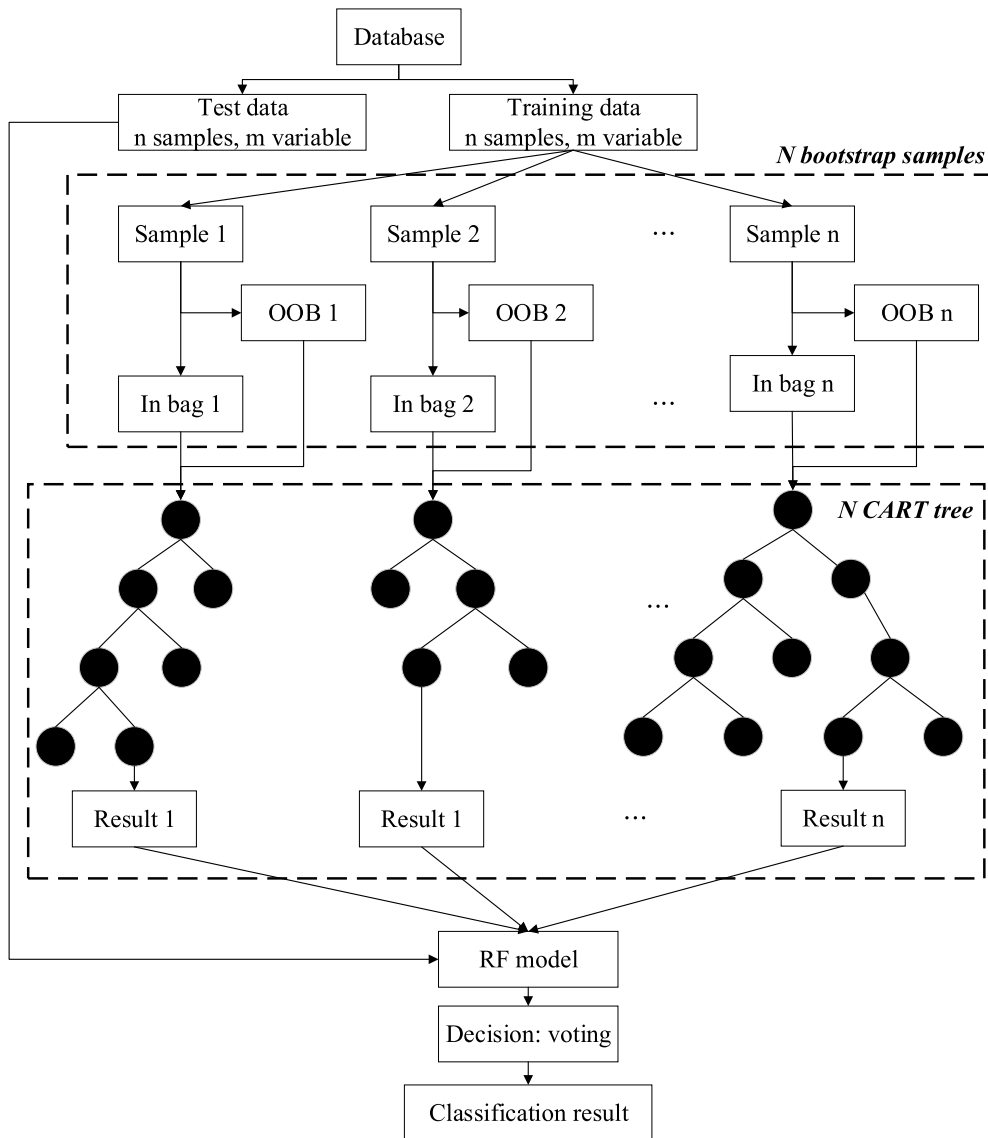 Database
Test data
n samples, m variable
Training data
n samples, m variable
N bootstrap samples
Sample 1
Sample 2
...
Sample n
OOB 1
OOB 2
OOB n
In bag 1
In bag 2
...
In bag n
N CART tree
...
Result 1
Result 1
...
Result n
RF model
Decision: voting
Classification result